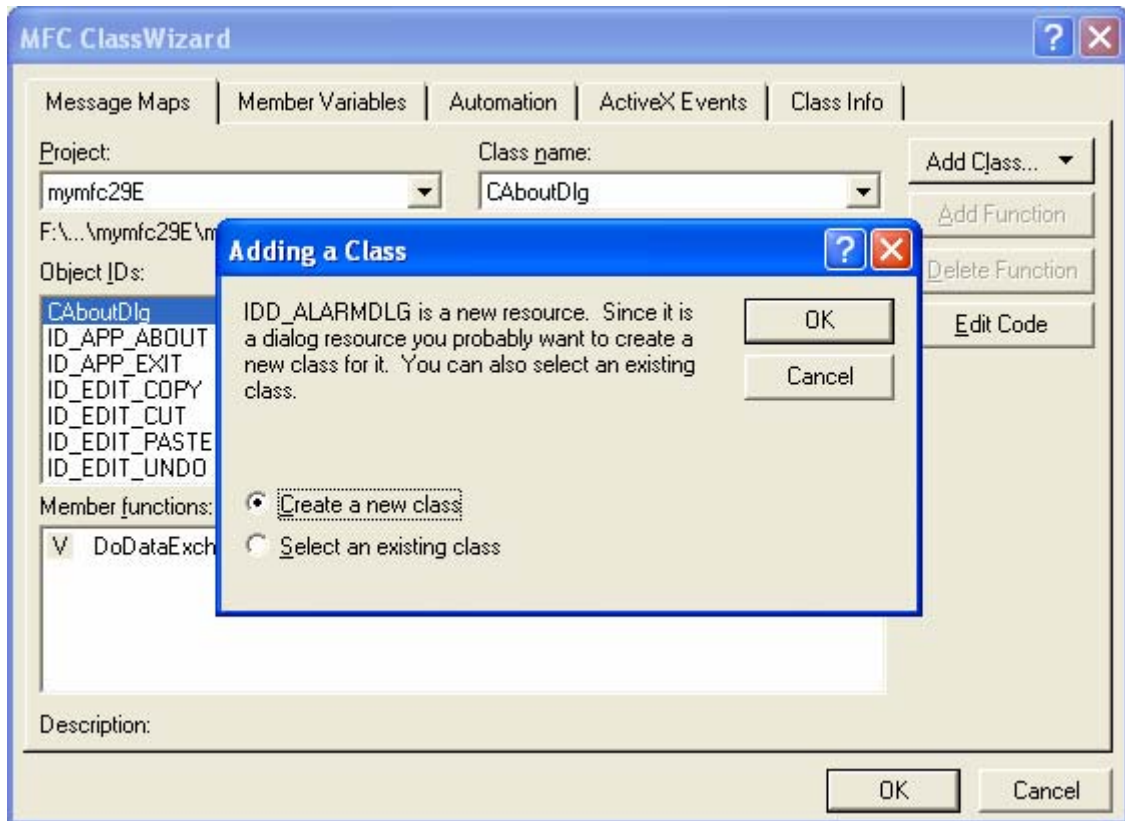 MFC ClassWizard
Message Maps
Member Variables
Automation
ActiveX Events
Class Info
Project:
Class name:
Add Class...
mymfc29E
CAboutDlg
Add Function
F:\...\mymfc29E\m
Adding a Class
Delete Function
Object IDs:
CAboutDlg
ID_APP_ABOUT
ID_APP_EXIT
ID_EDIT_COPY
ID_EDIT_CUT
ID_EDIT_PASTE
ID_EDIT_UNDO
IDD_ALARMDLG is a new resource. Since it is
a dialog resource you probably want to create a
new class for it. You can also select an existing
class.
OK
Cancel
Edit Code
Member functions:
Create a new class
Select an existing class
V DoDataExch
Description:
OK
Cancel